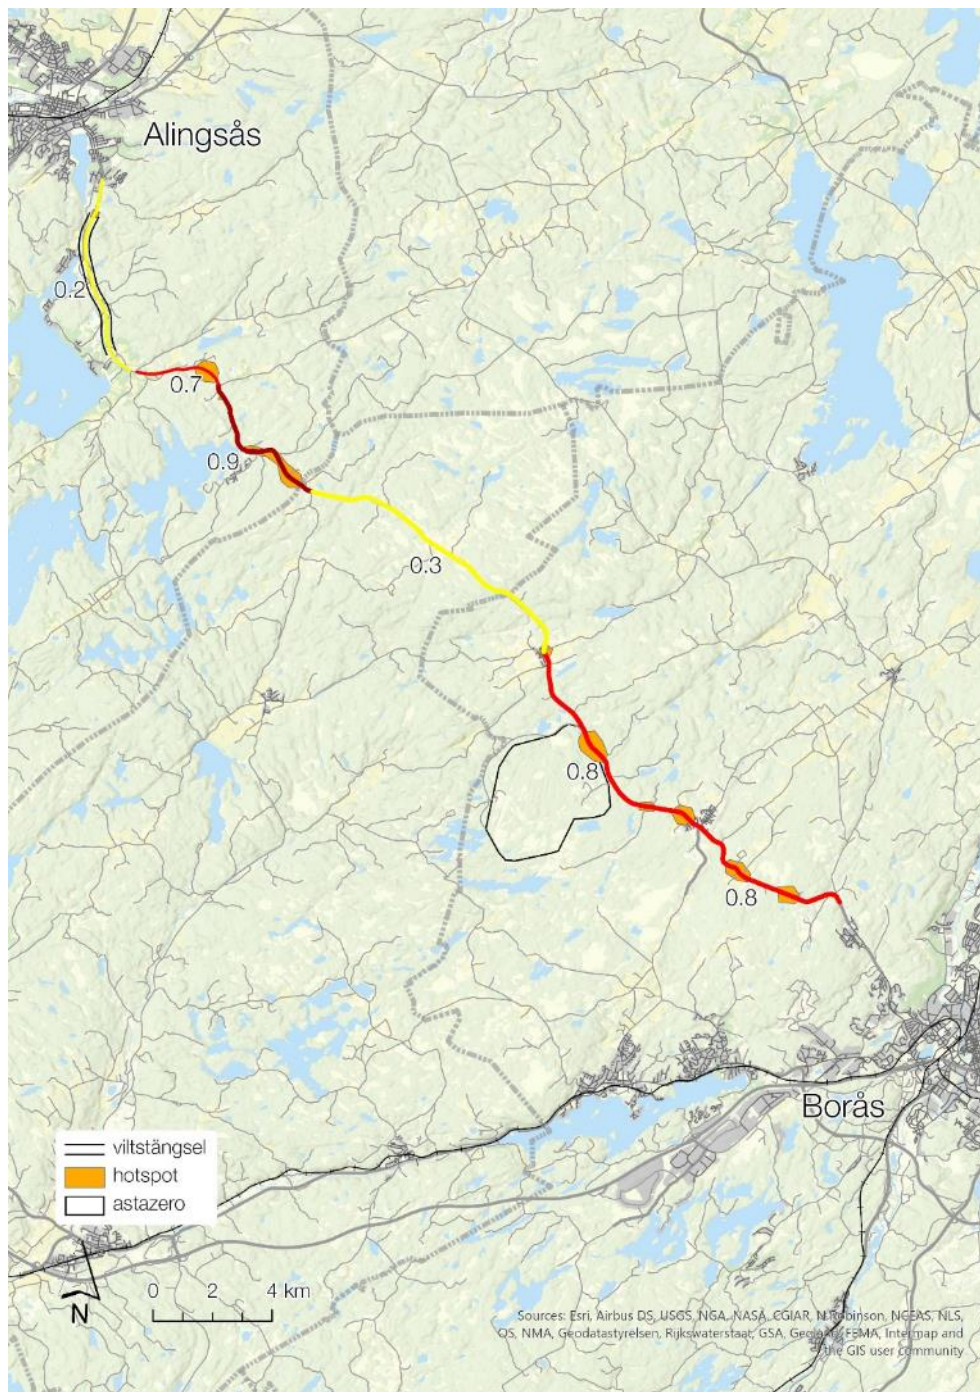 Alingsås
0.2
0.7
0.9
0.3
0.8
0.8
Borås
viltstängsel
hotspot
astazero
N
0 2 4 km
Sources: Esri, Airbus DS, USGS, NGA, NASA, CGIAR, N Robinson, NCEAS, NLS,
OS, NMA, Geodatastyrelsen, Rijkswaterstaat, GSA, FEMA, Intermap and
the GIS user community